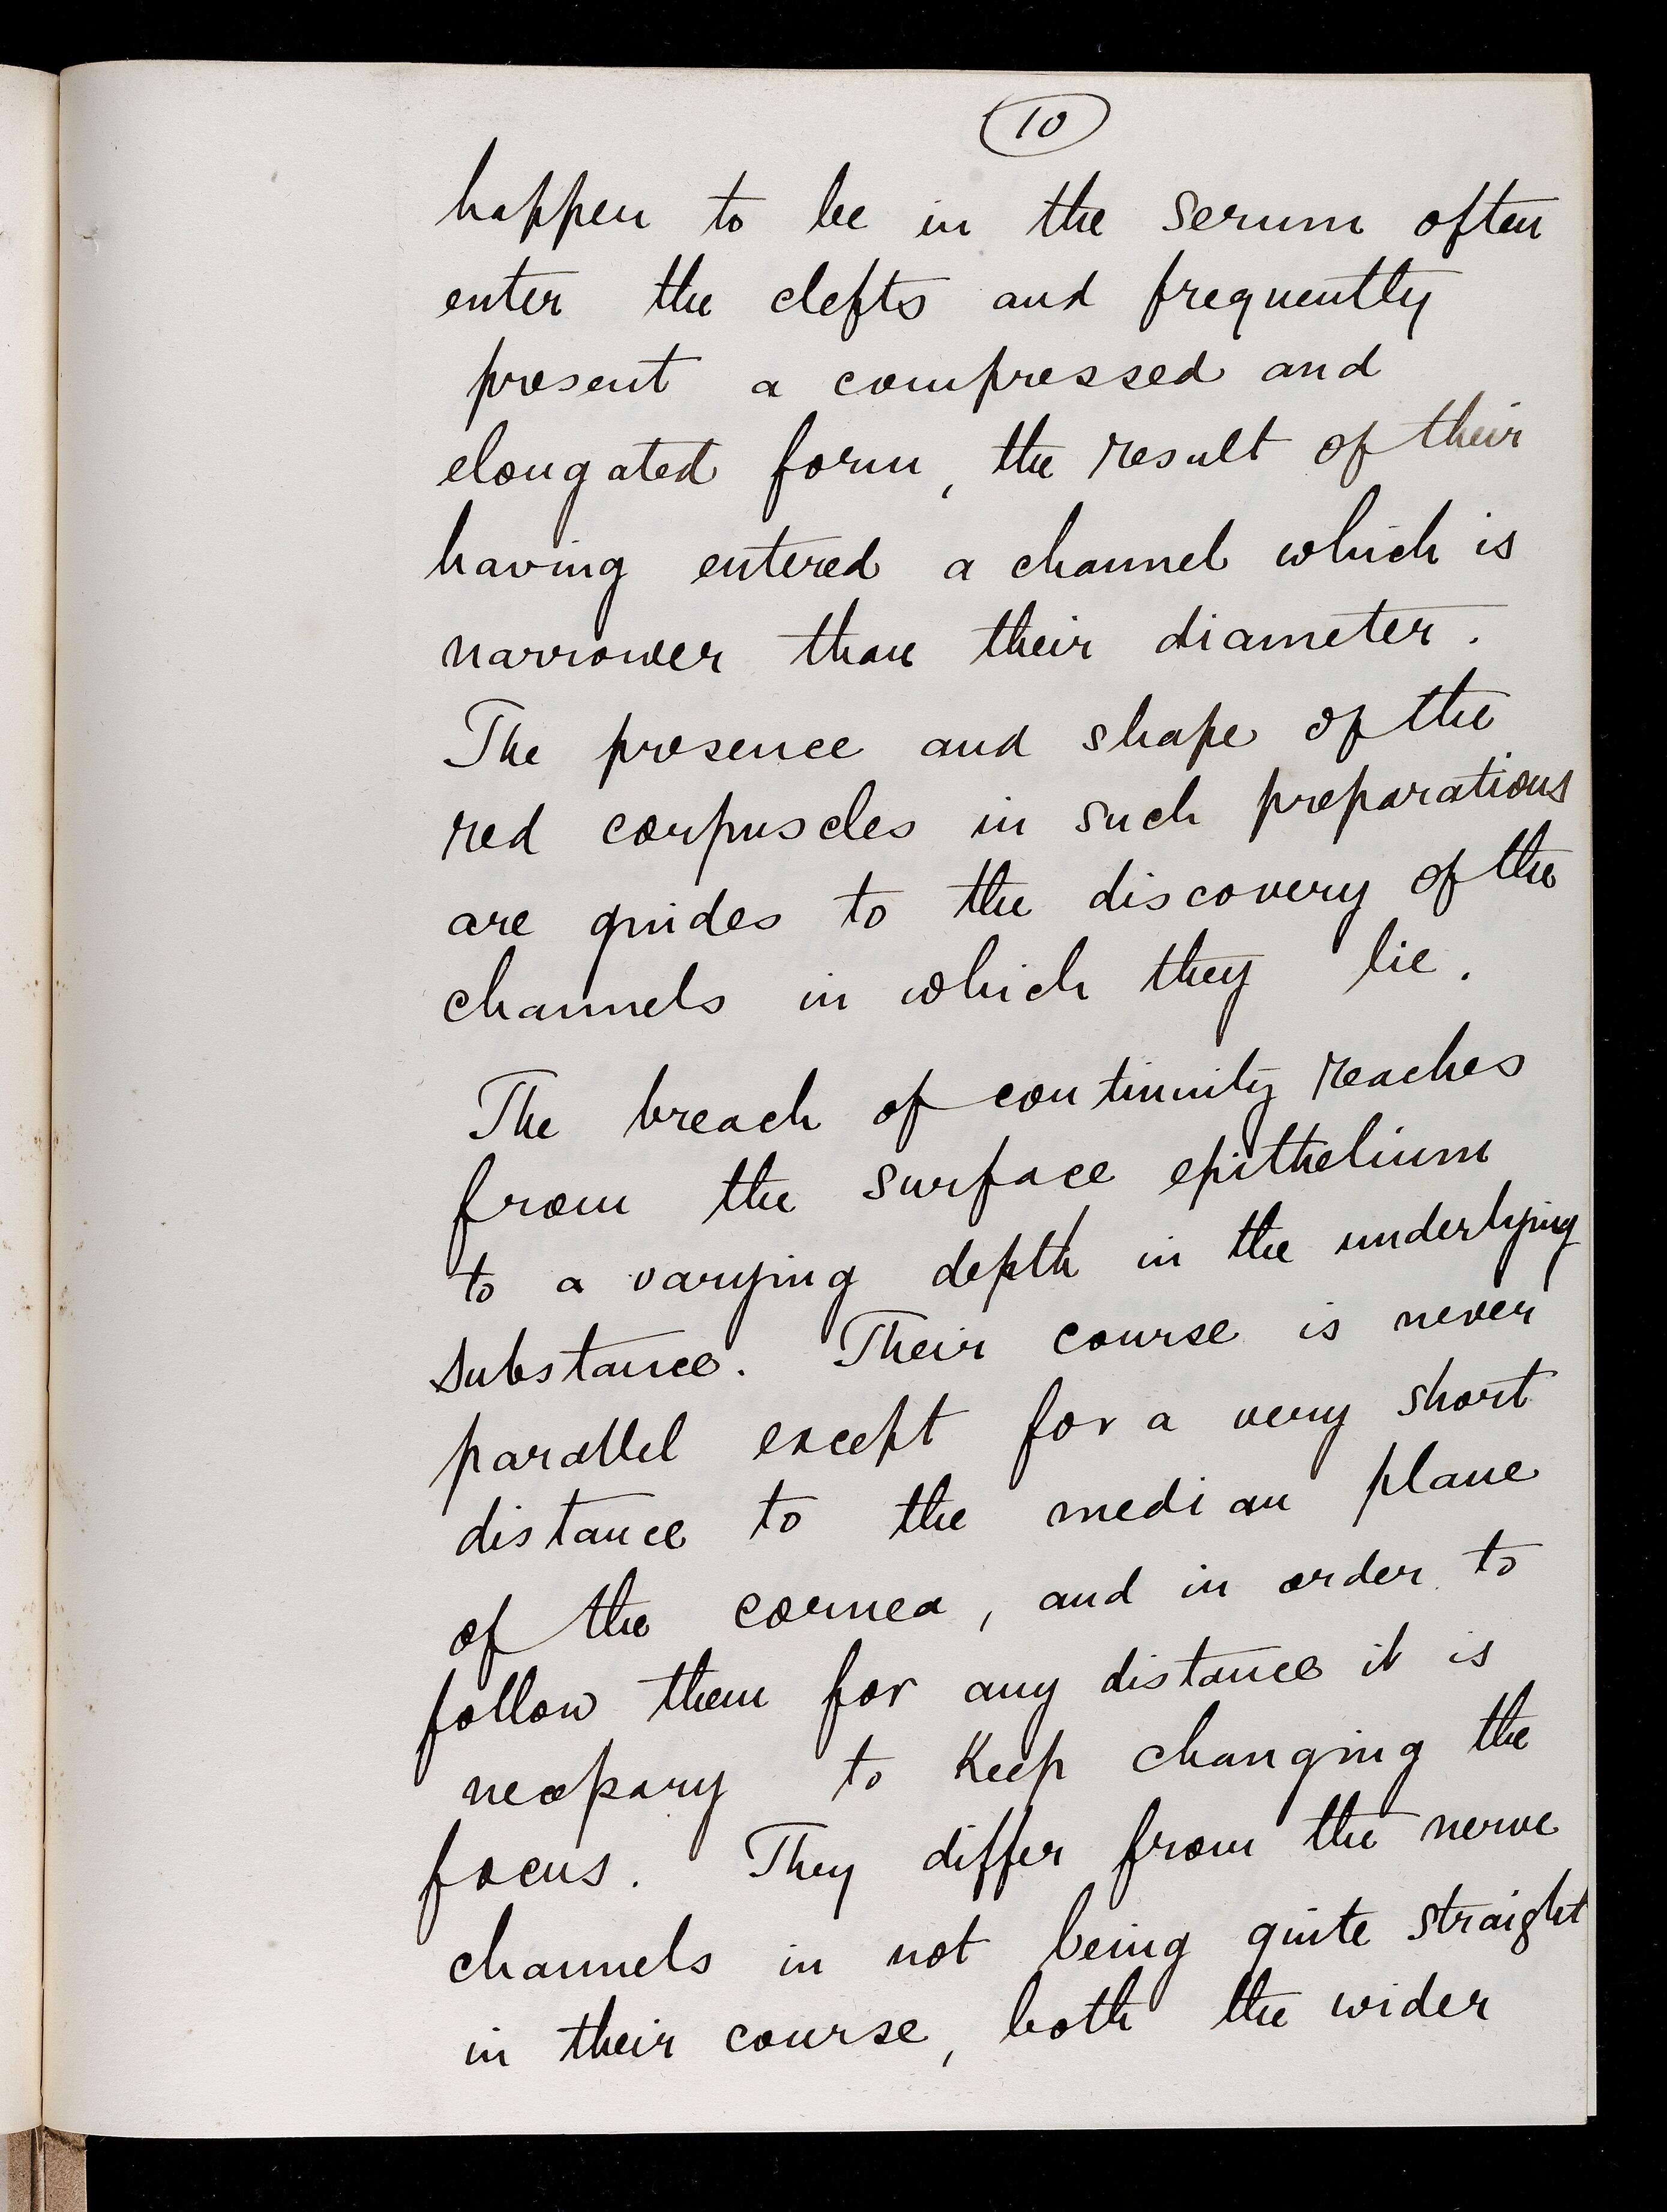 10
happen to be in the serum often
enter the clefts and frequently
present a compressed and
elongated form, the result of their
having entered a channel which is
narrower than their diameter.
The presence and shape of the
red corpuscles in such preparations
are guides to the discovery of the
channels in which they lie.
The breach of continuity reaches
from the surface epithelium
to a varying depth in the underlying
substance. Their course is never
parallel except for a very short
distance to the median plane
of the cornea, and in order to
follow them for any distance it is
necessary to keep changing the
focus. They differ from the nerve
channels in not being quite straight
in their course, both the wider